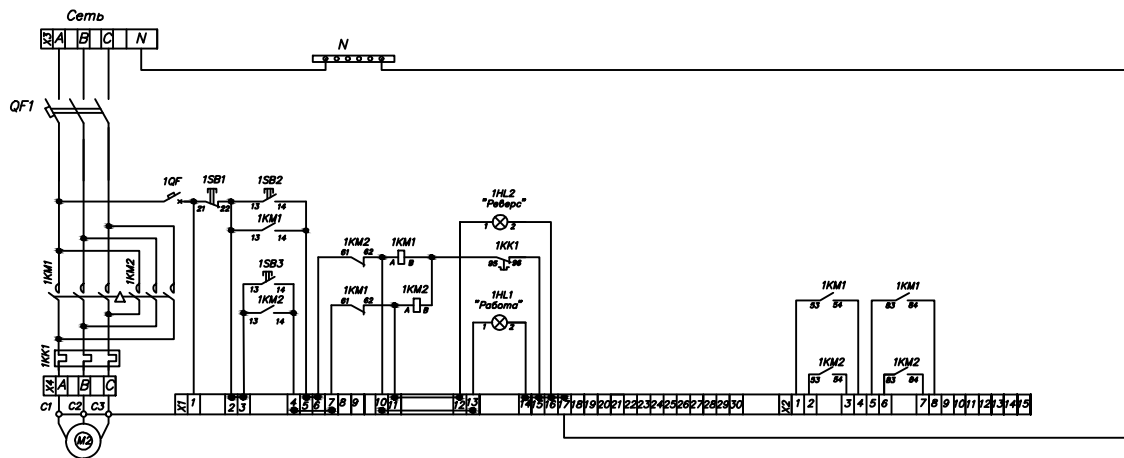 Сеть
X3 A B C N
N
QF1
1QF 1SB1 1SB2
21 22 13 14
1KM1
13 14
1SB3
13 14
1KM2
13 14
1HL2
"Реверс"
1 2
1KM2 1KM1 1KK1
61 62 A B 95 96
1KM1 1KM2
61 62 A B
1HL1
"Работа"
1 2
1KM1 1KM2
1KM1 1KM1
53 54 83 84
1KM2 1KM2
53 54 83 84
1KK1
X4 A B C
C1 C2 C3
X1 1 2 3 4 5 6 7 8 9 10 11 12 13 14 15 16 17 18 19 20 21 22 23 24 25 26 27 28 29 30
X2 1 2 3 4 5 6 7 8 9 10 11 12 13 14 15
M2